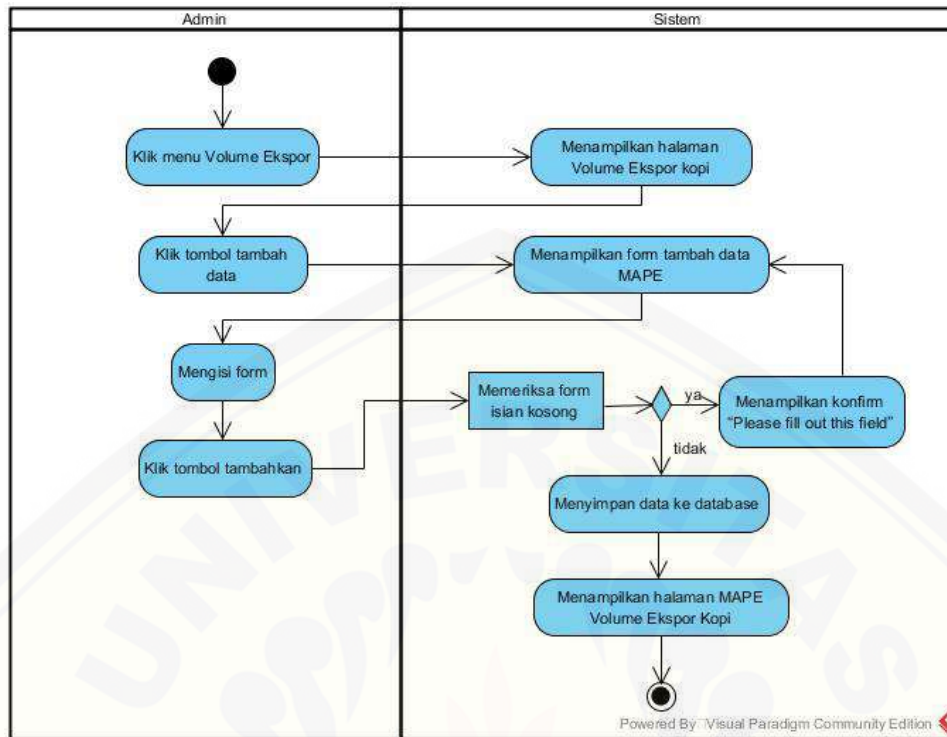 Admin
Sistem
Klik menu Volume Ekspor
Menampilkan halaman
Volume Ekspor kopi
Klik tombol tambah
data
Menampilkan form tambah data
MAPE
Mengisi form
Memeriksa form
isian kosong
ya
Menampilkan konfirm
“Please fill out this field”
tidak
Klik tombol tambahkan
Menyimpan data ke database
Menampilkan halaman MAPE
Volume Ekspor Kopi
UNIVERSITAS
Powered By Visual Paradigm Community Edition